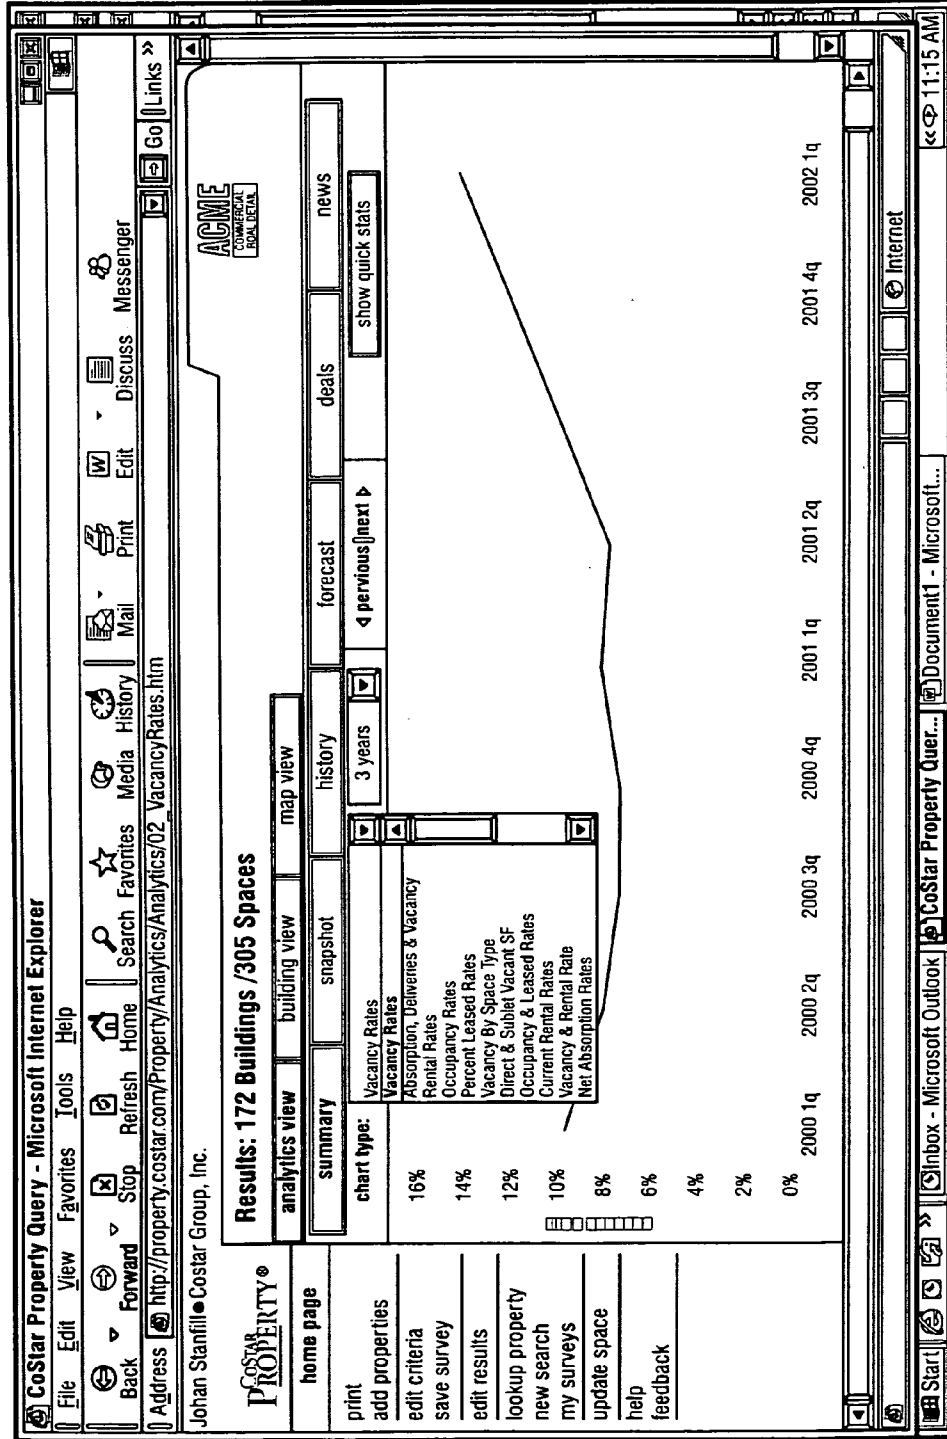 CoStar Property Query - Microsoft Internet Explorer
File Edit View Favorites Tools Help
Back Forward Stop Refresh Home Search Favorites Media History Mail Print Edit Discuss Messenger
Address http://property.costar.com/Property/Analytics/Analytics/02_VacancyRates.htm Go Links »
Johan Stanfill●Costar Group, Inc.
COSTAR
PROPERTY®
Results: 172 Buildings /305 Spaces
ACME
COMMERCIAL
ROAL DETAIL
analytics view building view map view
home page
summary snapshot history forecast deals news
chart type: Vacancy Rates 3 years pervious next show quick stats
Vacancy Rates
Absorption, Deliveries & Vacancy
Rental Rates
Occupancy Rates
Percent Leased Rates
Vacancy By Space Type
Direct & Sublet Vacant SF
Occupancy & Leased Rates
Current Rental Rates
Vacancy & Rental Rate
Net Absorption Rates
print
add properties
edit criteria
save survey
edit results
lookup property
new search
my surveys
update space
help
feedback
16%
14%
12%
10%
8%
6%
4%
2%
0%
2000 1q 2000 2q 2000 3q 2000 4q 2001 1q 2001 2q 2001 3q 2001 4q 2002 1q
Internet
Start » Inbox - Microsoft Outlook CoStar Property Quer... Document1 - Microsoft... « 11:15 AM